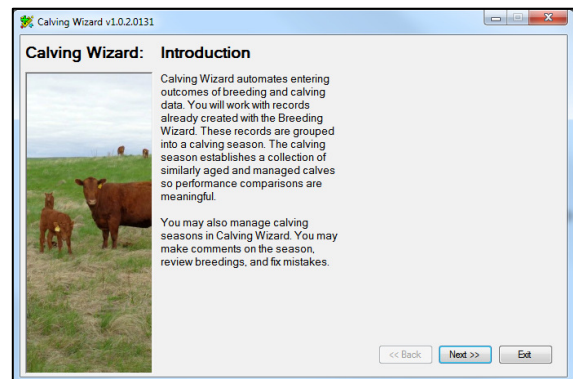 Calving Wizard v1.0.2.0131
Calving Wizard:
Introduction
Calving Wizard automates entering
outcomes of breeding and calving
data. You will work with records
already created with the Breeding
Wizard. These records are grouped
into a calving season. The calving
season establishes a collection of
similarly aged and managed calves
so performance comparisons are
meaningful.
You may also manage calving
seasons in Calving Wizard. You may
make comments on the season,
review breedings, and fix mistakes.
<< Back
Next >>
Exit